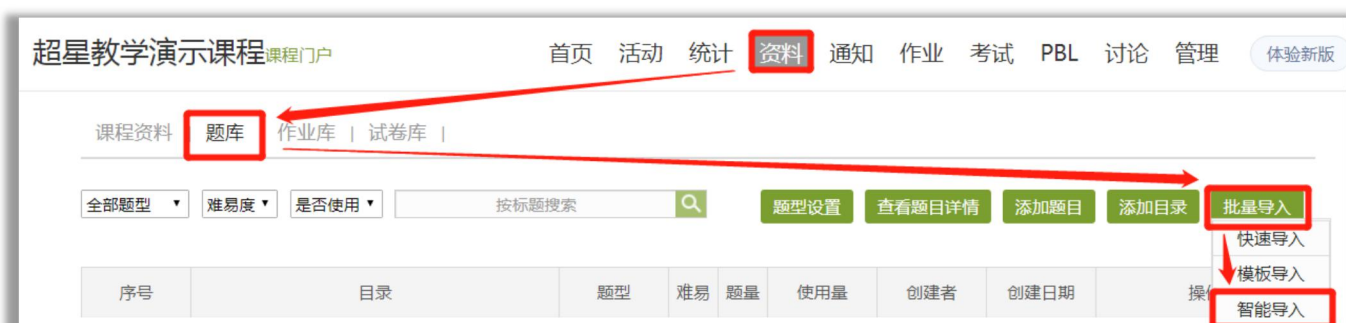 超星教学演示课程课程门户 首页 活动 统计 资料 通知 作业 考试 PBL 讨论 管理 体验新版
课程资料 题库 作业库 | 试卷库 |
全部题型 难易度 是否使用 按标题搜索 题型设置 查看题目详情 添加题目 添加目录 批量导入
快速导入
模板导入
序号 目录 题型 难易 题量 使用量 创建者 创建日期 操
智能导入